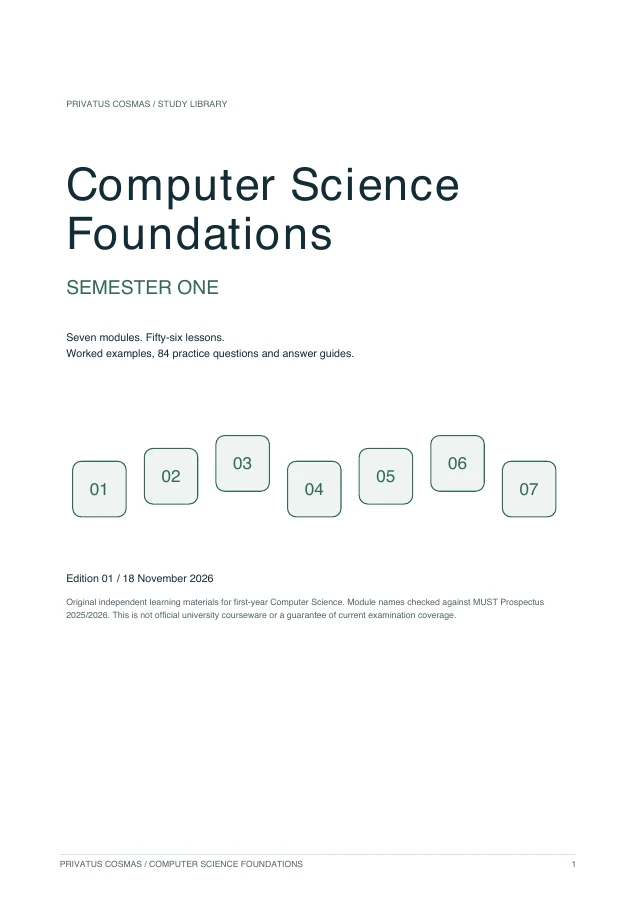 PRIVATUS COSMAS / STUDY LIBRARY
Computer Science
Foundations
SEMESTER ONE
Seven modules. Fifty-six lessons.
Worked examples, 84 practice questions and answer guides.
01
02
03
04
05
06
07
Edition 01 / 18 November 2026
Original independent learning materials for first-year Computer Science. Module names checked against MUST Prospectus
2025/2026. This is not official university courseware or a guarantee of current examination coverage.
PRIVATUS COSMAS / COMPUTER SCIENCE FOUNDATIONS
1